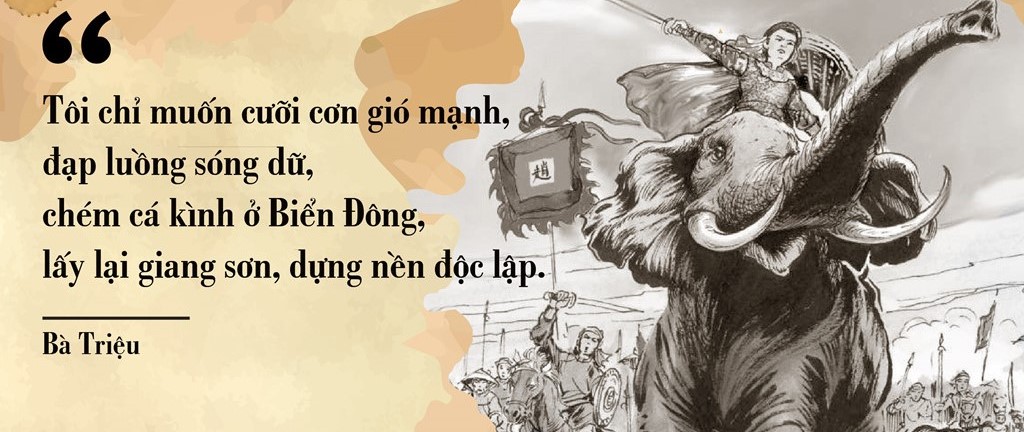 Tôi chỉ muốn cưỡi cơn gió mạnh,
đạp luồng sóng dữ,
chém cá kình ở Biển Đông,
lấy lại giang sơn, dựng nền độc lập.
Bà Triệu
趙